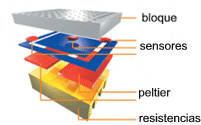 bloque
sensores
peltier
resistencias